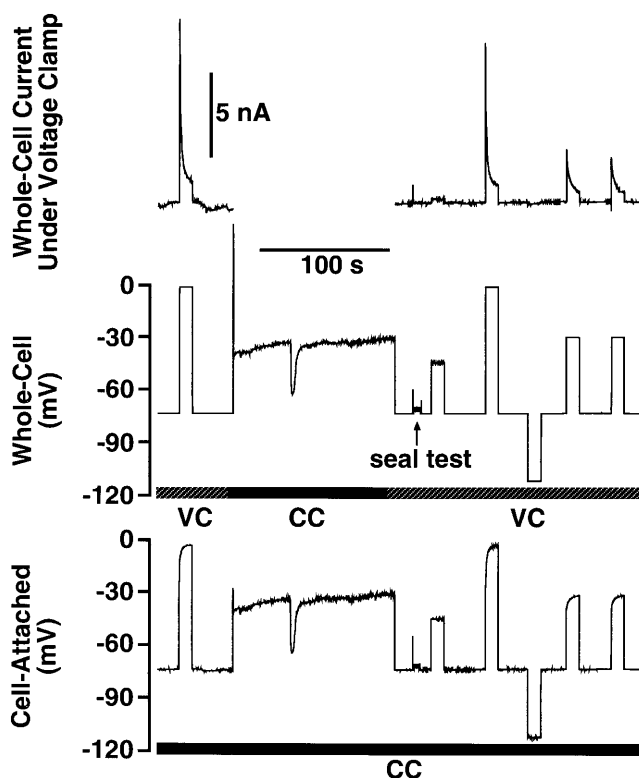 Whole-Cell Current
Under Voltage Clamp
5 nA
100 s
Whole-Cell
(mV)
0
-30
-60
-90
-120
seal test
VC
CC
VC
Cell-Attached
(mV)
0
-30
-60
-90
-120
CC